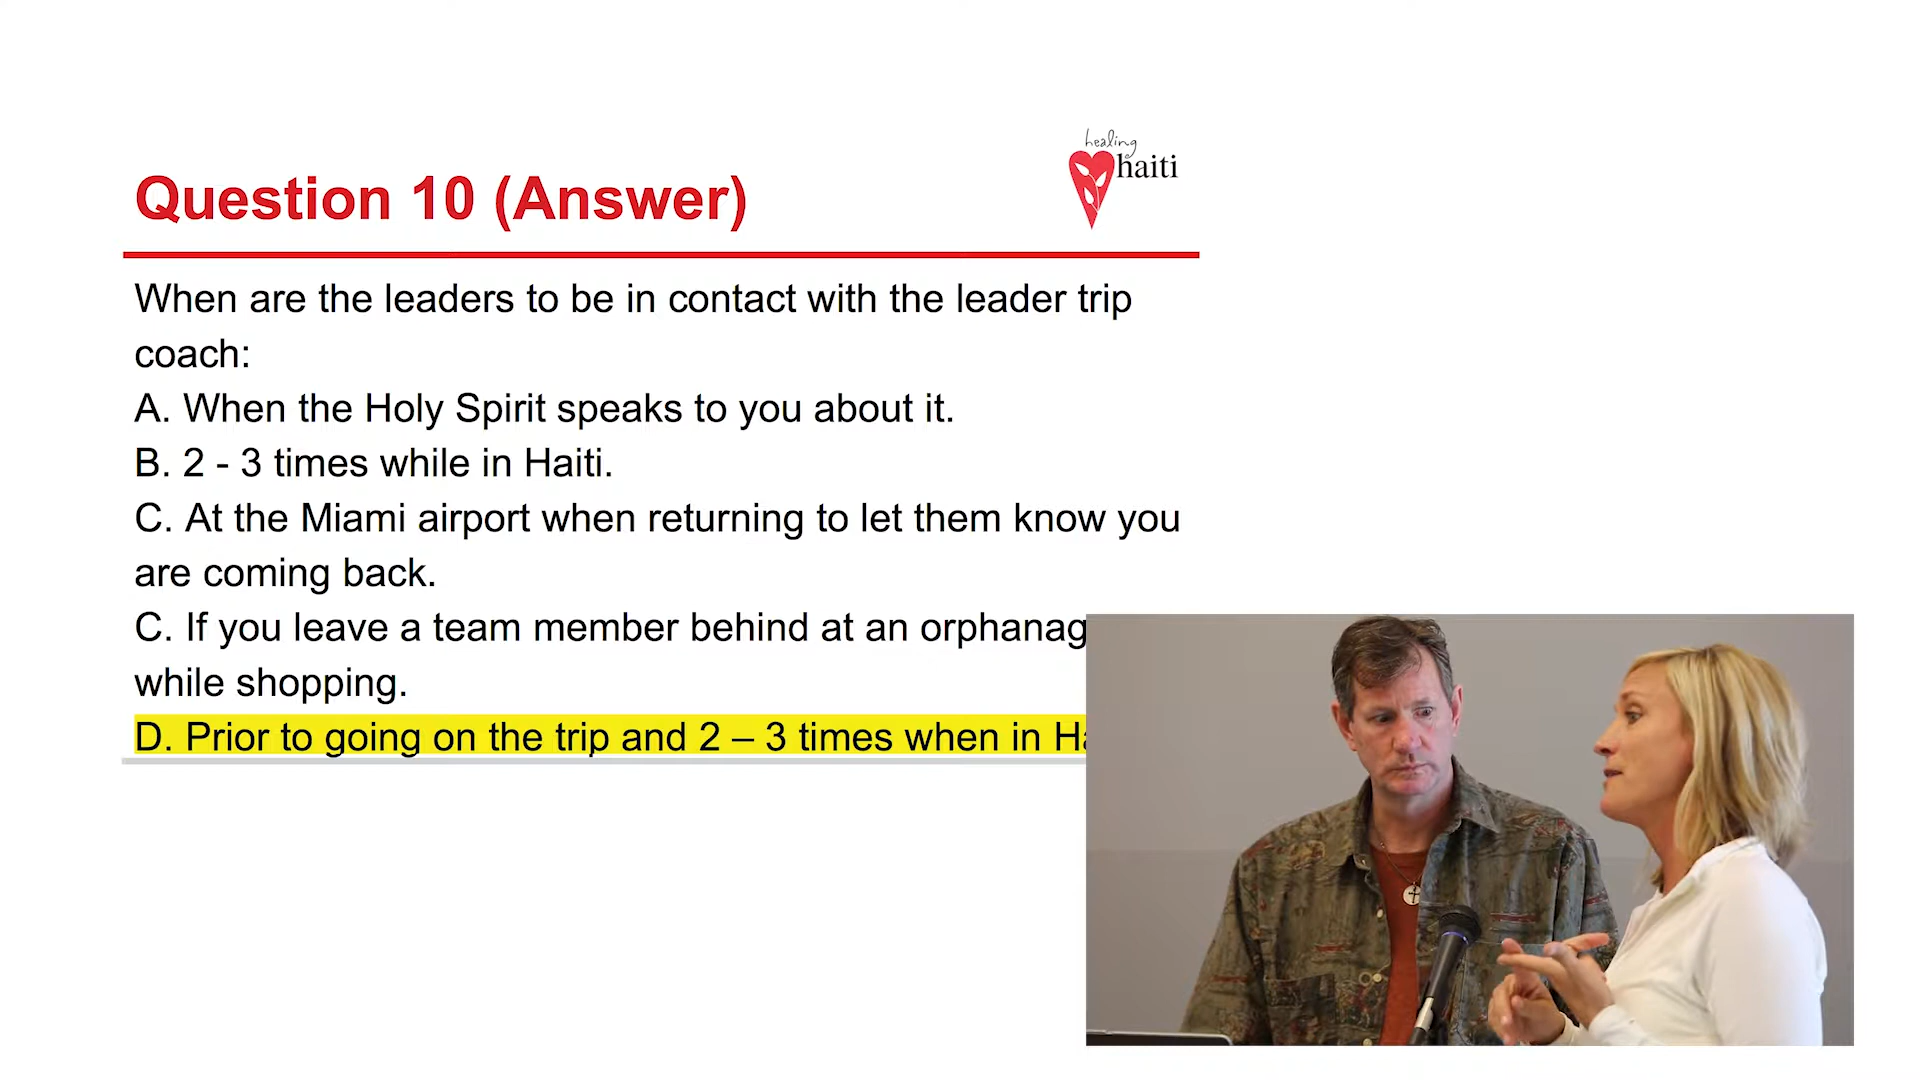 healing
haiti
Question 10 (Answer)
When are the leaders to be in contact with the leader trip
coach:
A. When the Holy Spirit speaks to you about it.
B. 2 - 3 times while in Haiti.
C. At the Miami airport when returning to let them know you
are coming back.
C. If you leave a team member behind at an
while shopping.
D. Prior to going on the trip and 2 – 3 times when in